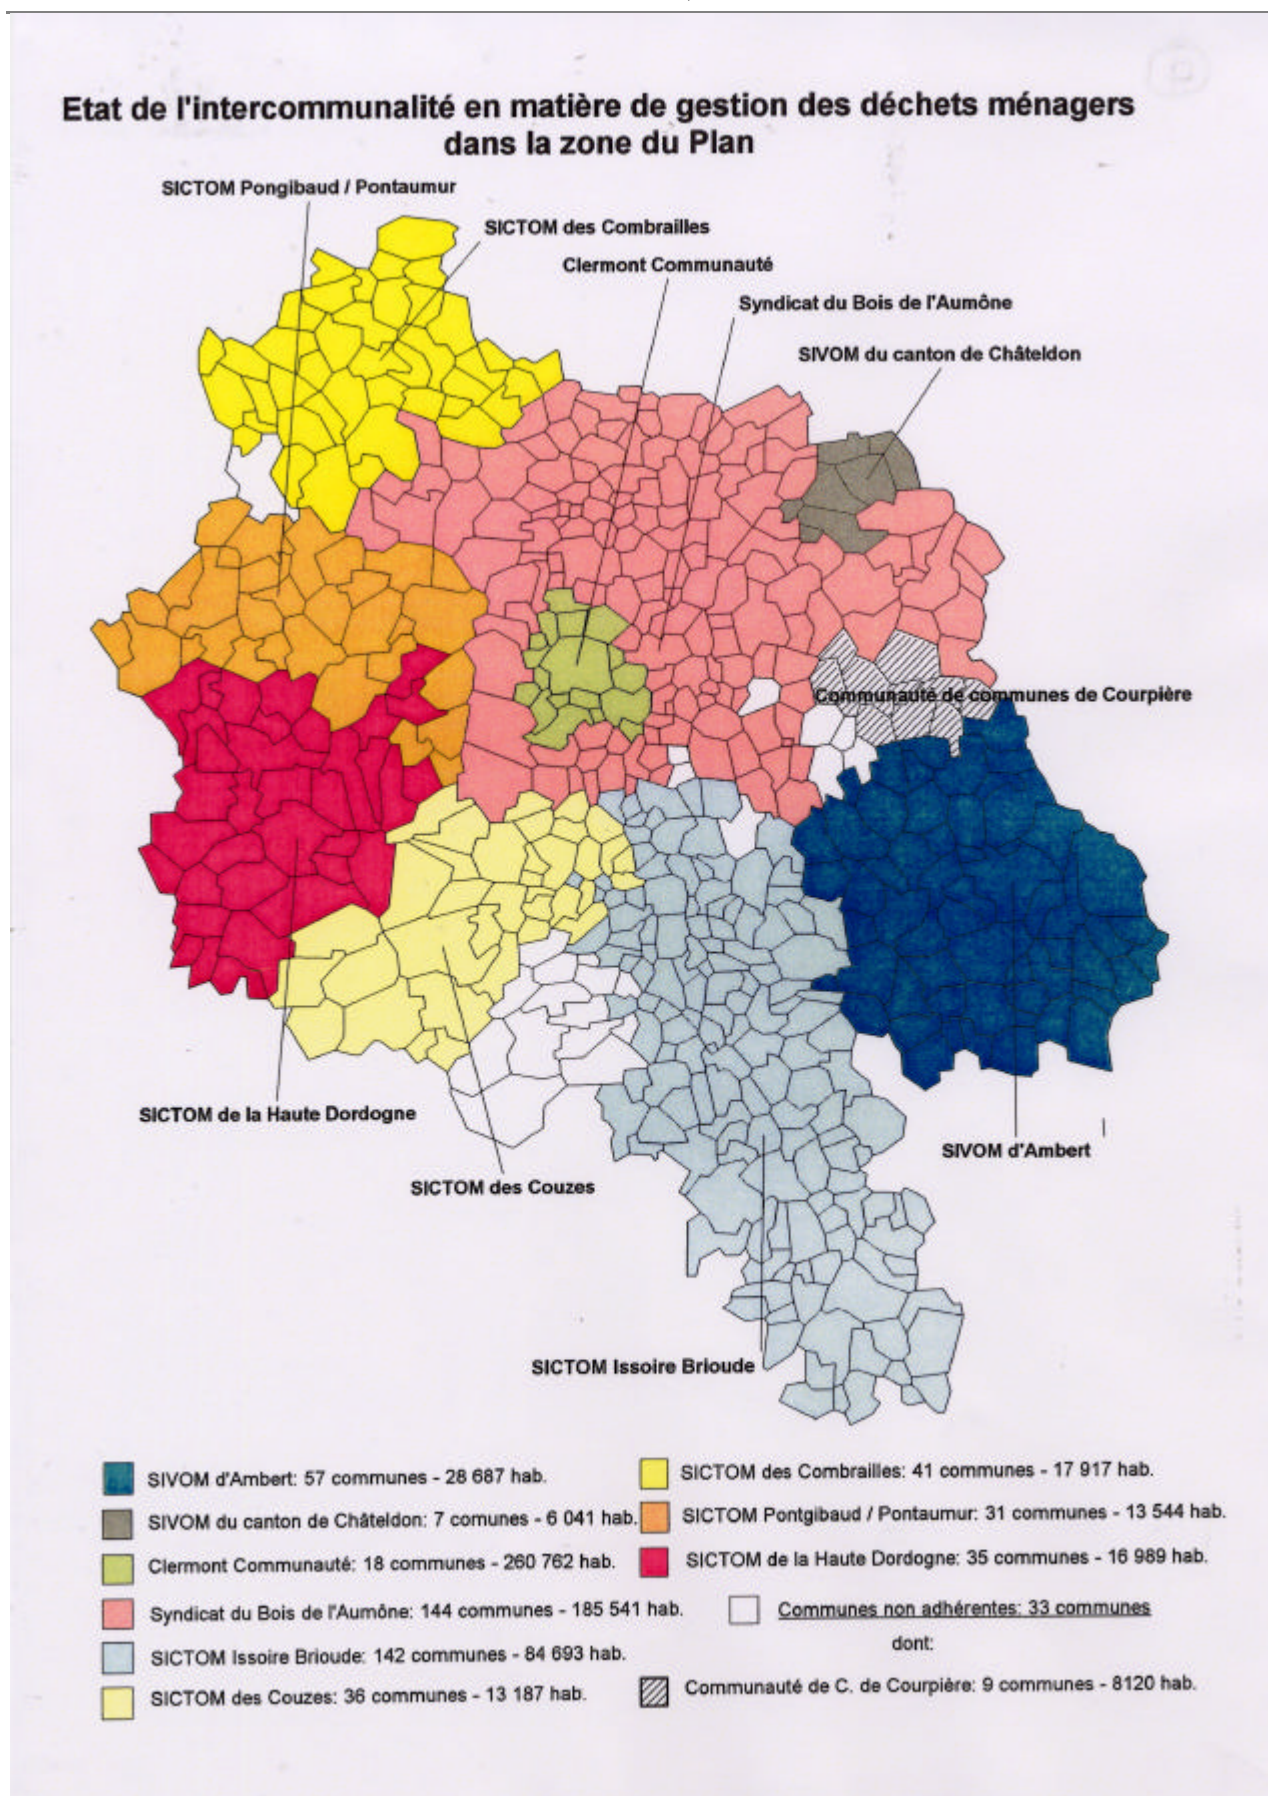 Etat de l'intercommunalité en matière de gestion des déchets ménagers
dans la zone du Plan
SICTOM Pongibaud / Pontaumur
SICTOM des Combrailles
Clermont Communauté
Syndicat du Bois de l'Aumône
SIVOM du canton de Châteldon
Communauté de communes de Courpière
SICTOM de la Haute Dordogne
SIVOM d'Ambert
SICTOM des Couzes
SICTOM Issoire Brioude
SIVOM d'Ambert: 57 communes - 28 687 hab.
SIVOM du canton de Châteldon: 7 comunes - 6 041 hab.
Clermont Communauté: 18 communes - 260 762 hab.
Syndicat du Bois de l'Aumône: 144 communes - 185 541 hab.
SICTOM Issoire Brioude: 142 communes - 84 693 hab.
SICTOM des Couzes: 36 communes - 13 187 hab.
SICTOM des Combrailles: 41 communes - 17 917 hab.
SICTOM Pontgibaud / Pontaumur: 31 communes - 13 544 hab.
SICTOM de la Haute Dordogne: 35 communes - 16 989 hab.
Communes non adhérentes: 33 communes
dont:
Communauté de C. de Courpière: 9 communes - 8120 hab.